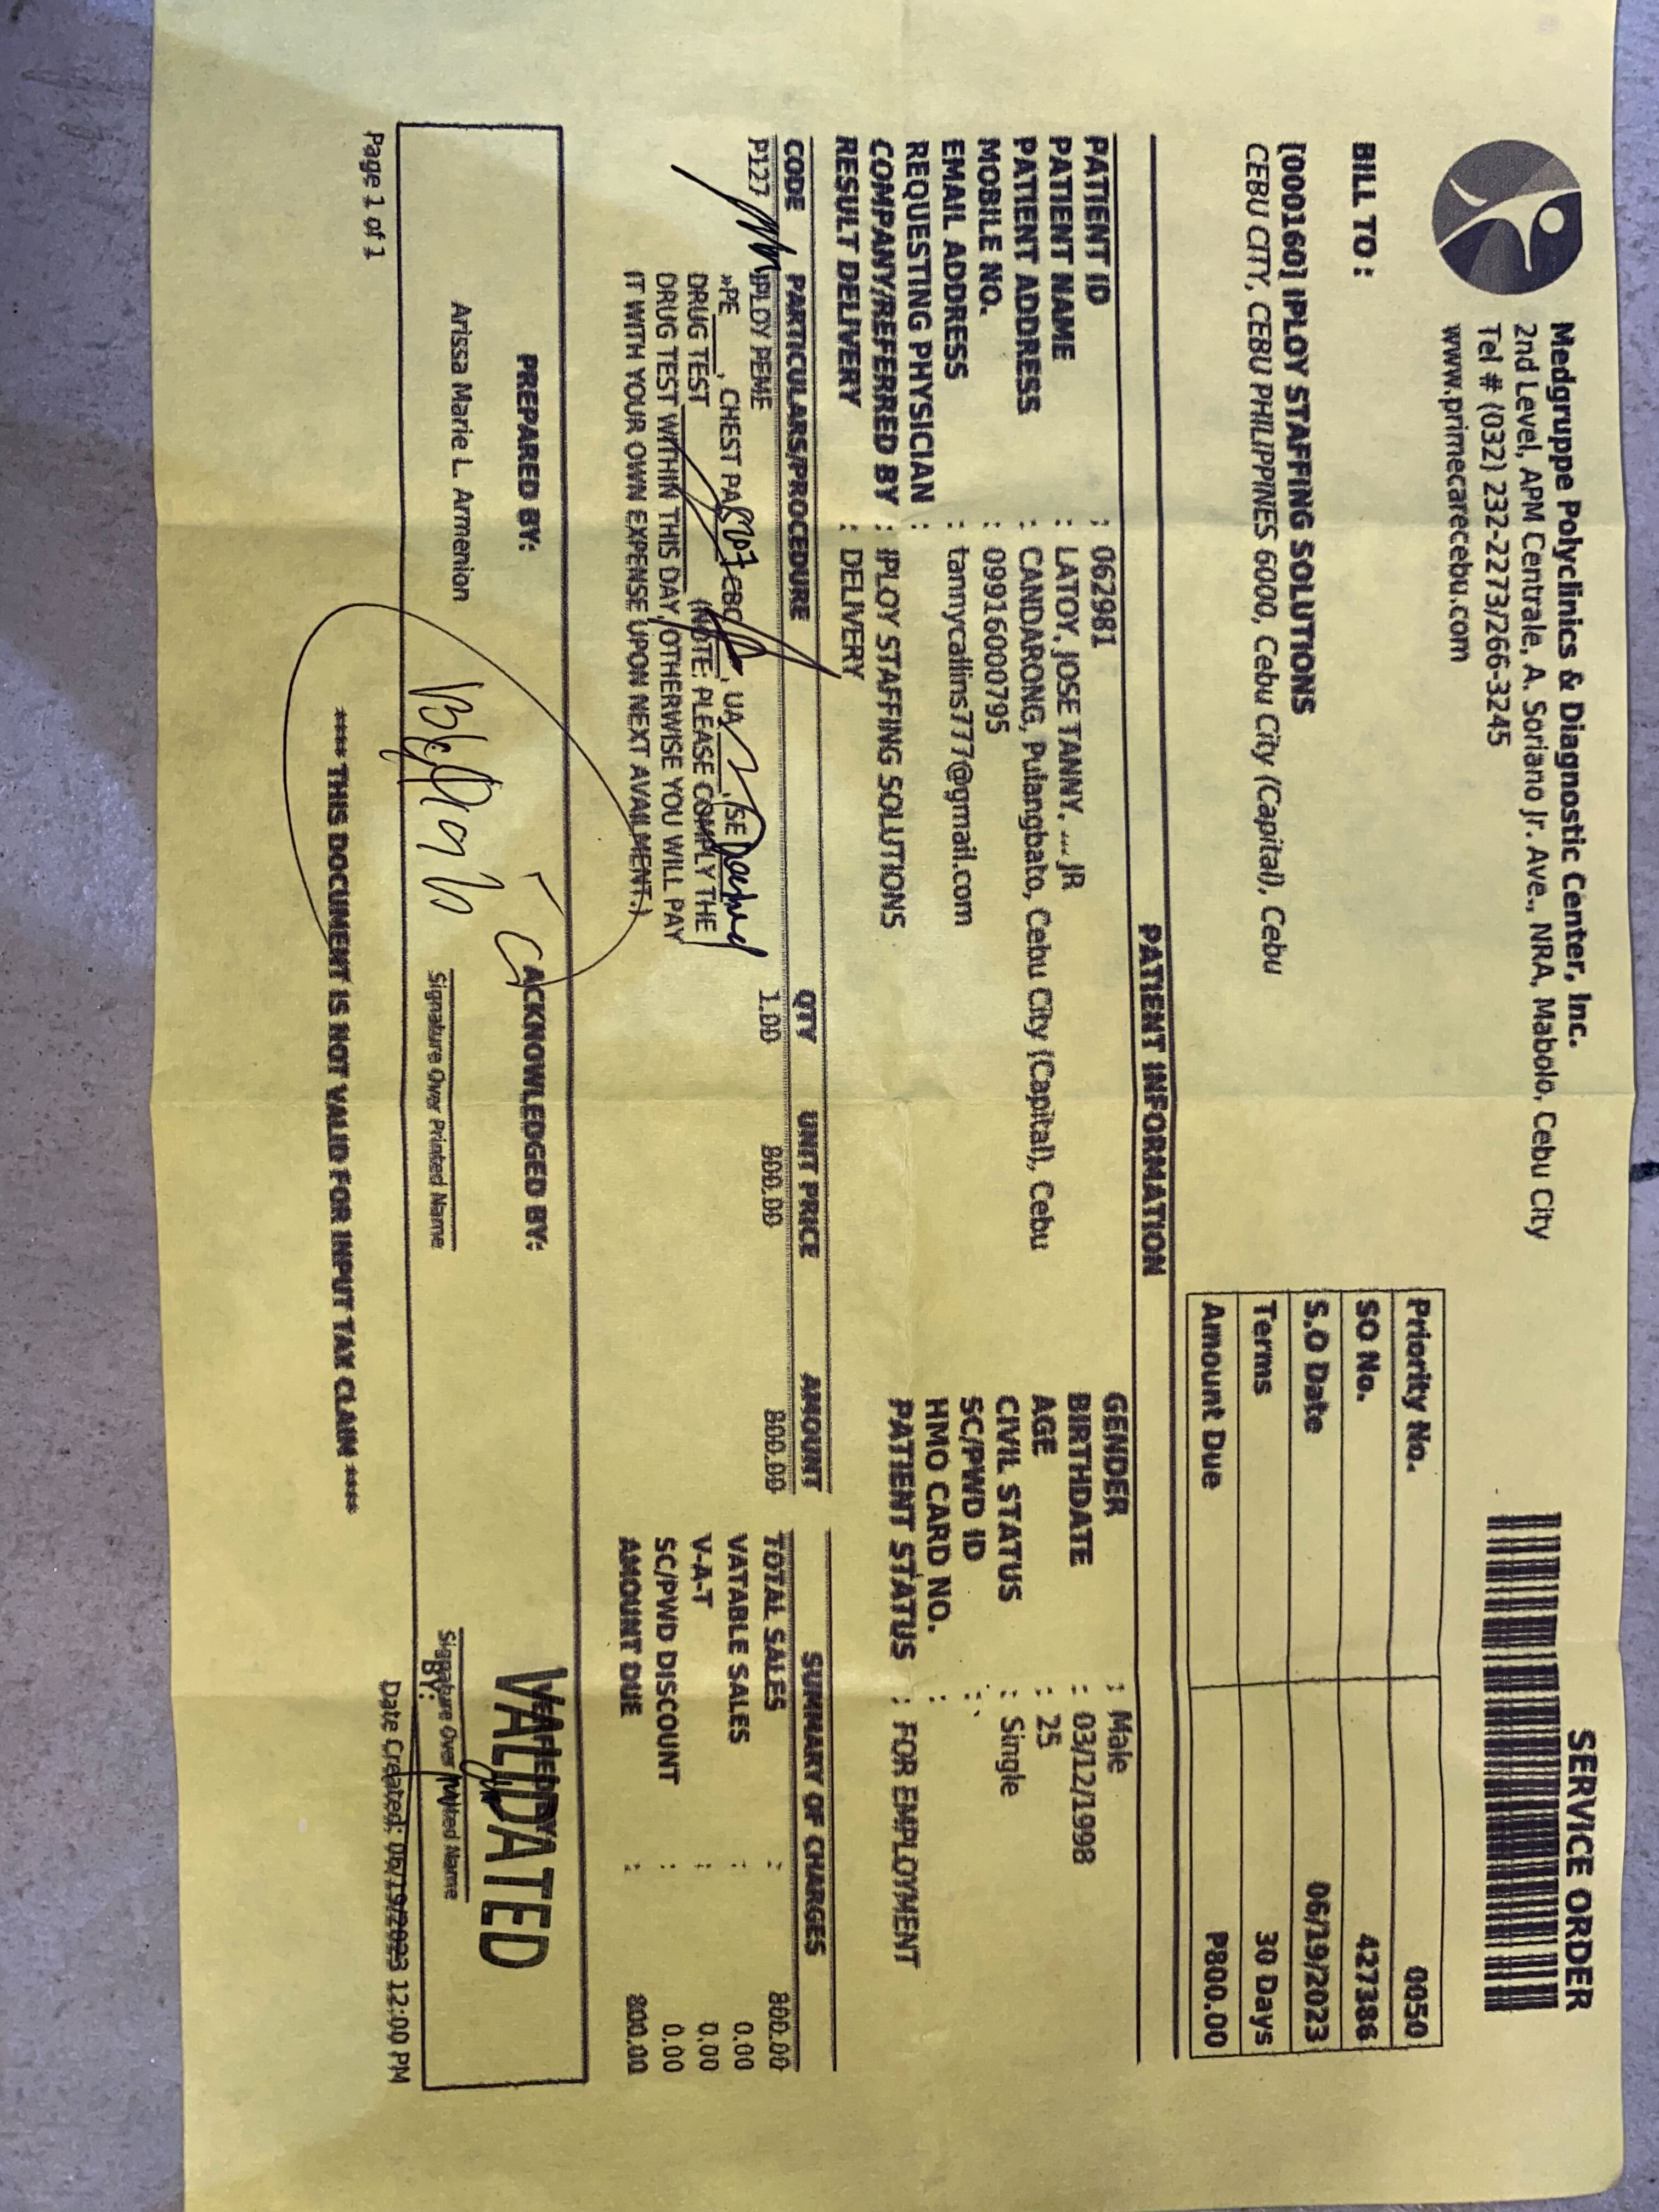 Medgruppe Polyclinics & Diagnostic Center, Inc.
2nd Level, APM Centrale, A. Soriano Jr. Ave., NRA, Mabolo, Cebu City
Tel # (032) 232-2273/266-3245
www.primecarecebu.com
SERVICE ORDER
BILL TO :
[000160] IPLOY STAFFING SOLUTIONS
CEBU CITY, CEBU PHILIPPINES 6000, Cebu City (Capital), Cebu
Priority No. 0050
SO No. 427386
S.O Date 06/19/2023
Terms 30 Days
Amount Due P800.00
PATIENT INFORMATION
PATIENT ID : 062981
PATIENT NAME : LATOY, JOSE TANNY, ... JR
PATIENT ADDRESS : CANDARONG, Pulangbato, Cebu City (Capital), Cebu
MOBILE NO. : 09916000795
EMAIL ADDRESS : tannycallins777@gmail.com
REQUESTING PHYSICIAN :
COMPANY/REFERRED BY : IPLOY STAFFING SOLUTIONS
RESULT DELIVERY : DELIVERY
GENDER : Male
BIRTHDATE : 03/12/1998
AGE : 25
CIVIL STATUS : Single
SC/PWD ID :
HMO CARD NO. :
PATIENT STATUS : FOR EMPLOYMENT
CODE PARTICULARS/PROCEDURE QTY UNIT PRICE AMOUNT
P127 IPLOY PEME 1.00 800.00 800.00
»PE , CHEST PA CBC , UA , SE
DRUG TEST (NOTE: PLEASE COMPLY THE
DRUG TEST WITHIN THIS DAY, OTHERWISE YOU WILL PAY
IT WITH YOUR OWN EXPENSE UPON NEXT AVAILMENT.)
SUMMARY OF CHARGES
TOTAL SALES : 800.00
VATABLE SALES : 0.00
V-A-T : 0.00
SC/PWD DISCOUNT : 0.00
AMOUNT DUE : 800.00
PREPARED BY:
Arissa Marie L. Armenion
ACKNOWLEDGED BY:
Signature Over Printed Name
VALIDATED
Signature Over Printed Name
BY:
Page 1 of 1
Date Created: 06/19/2023 12:00 PM
**** THIS DOCUMENT IS NOT VALID FOR INPUT TAX CLAIM ****